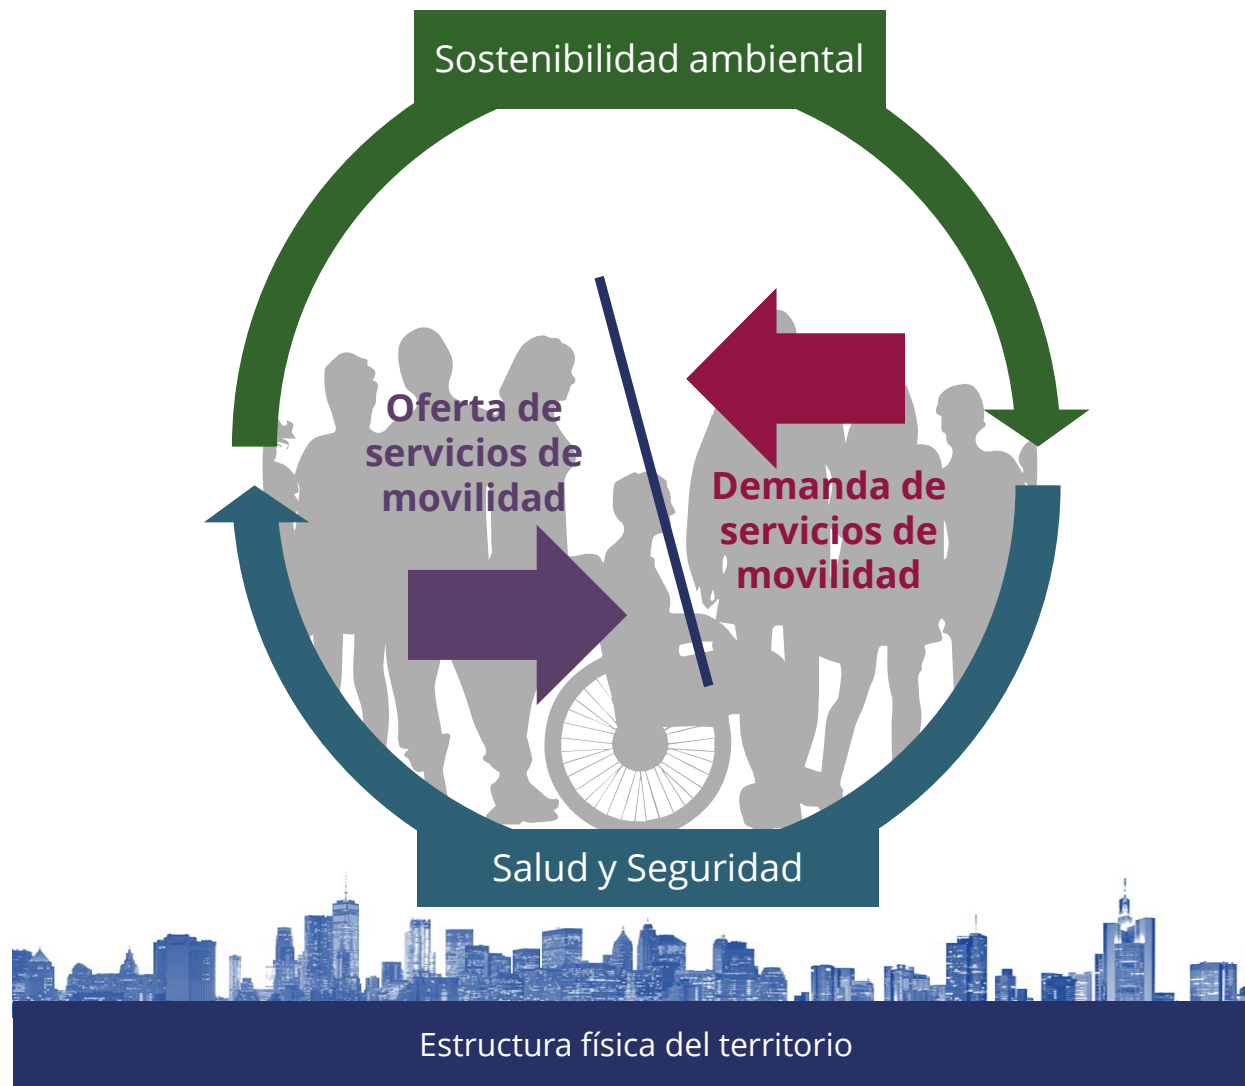 Sostenibilidad ambiental
Oferta de
servicios de
movilidad
Demanda de
servicios de
movilidad
Salud y Seguridad
Estructura física del territorio